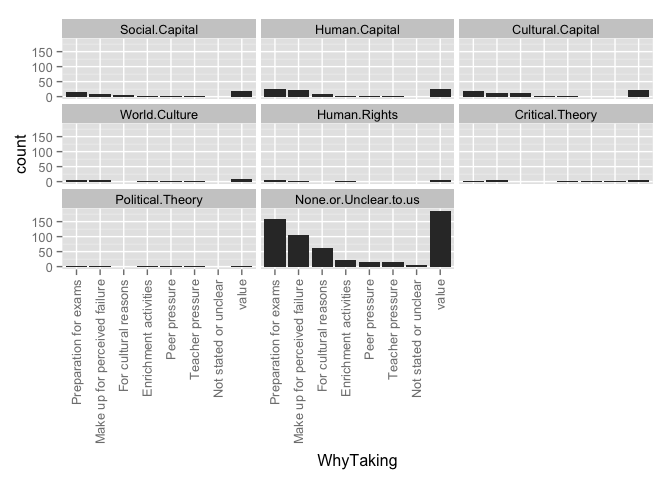 Social.Capital
Human.Capital
Cultural.Capital
150
100
50
0
World.Culture
Human.Rights
Critical.Theory
150
100
50
0
Political.Theory
None.or.Unclear.to.us
150
100
50
0
count
Preparation for exams
Make up for perceived failure
For cultural reasons
Enrichment activities
Peer pressure
Teacher pressure
Not stated or unclear
value
Preparation for exams
Make up for perceived failure
For cultural reasons
Enrichment activities
Peer pressure
Teacher pressure
Not stated or unclear
value
WhyTaking